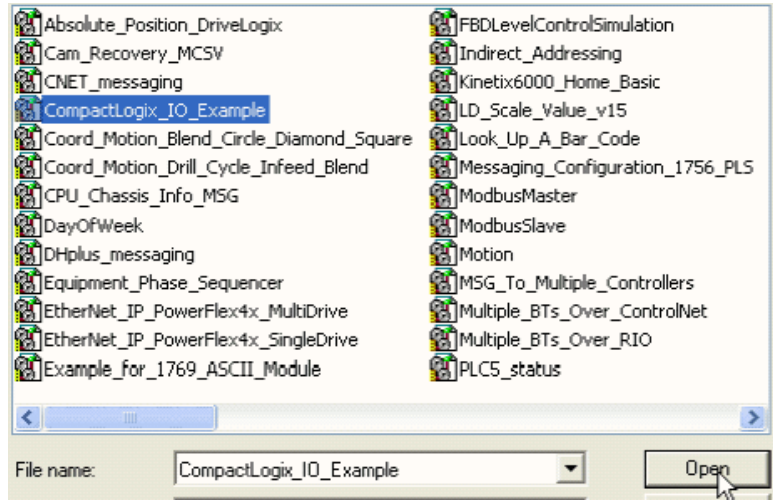 Absolute_Position_DriveLogix
Cam_Recovery_MCSV
CNET_messaging
CompactLogix_IO_Example
Coord_Motion_Blend_Circle_Diamond_Square
Coord_Motion_Drill_Cycle_Infeed_Blend
CPU_Chassis_Info_MSG
DayOfWeek
DHplus_messaging
Equipment_Phase_Sequencer
EtherNet_IP_PowerFlex4x_MultiDrive
EtherNet_IP_PowerFlex4x_SingleDrive
Example_for_1769_ASCII_Module
FBDLevelControlSimulation
Indirect_Addressing
Kinetix6000_Home_Basic
LD_Scale_Value_v15
Look_Up_A_Bar_Code
Messaging_Configuration_1756_PLS
ModbusMaster
ModbusSlave
Motion
MSG_To_Multiple_Controllers
Multiple_BTs_Over_ControlNet
Multiple_BTs_Over_RIO
PLC5_status
File name: CompactLogix_IO_Example Open